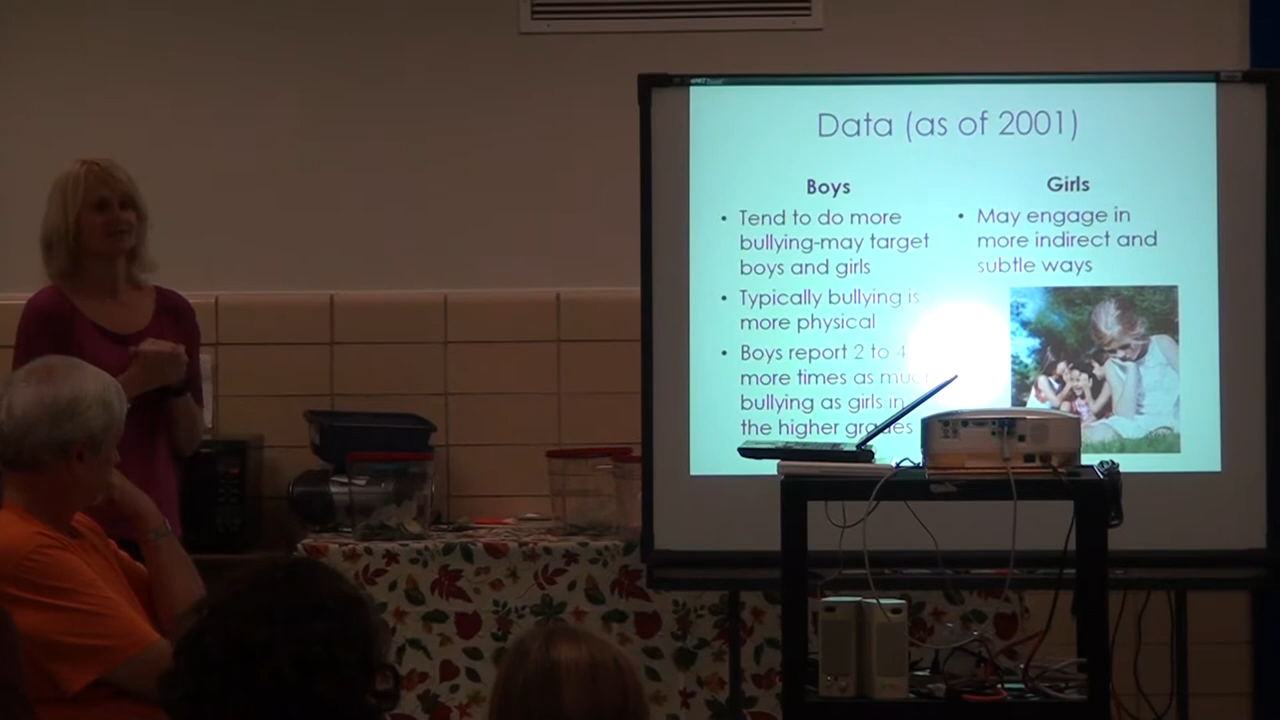 Data (as of 2001)
Boys
• Tend to do more
bullying-may target
boys and girls
• Typically bullying is
more physical
• Boys report 2 to 4
more times as much
bullying as girls in
the higher grades
Girls
• May engage in
more indirect and
subtle ways